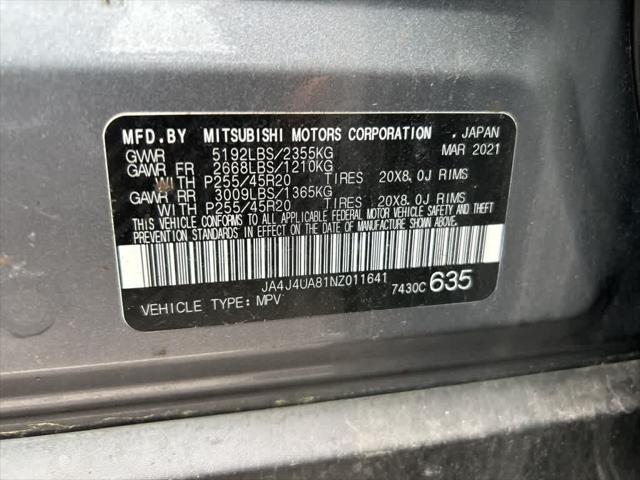 MFD.BY MITSUBISHI MOTORS CORPORATION . JAPAN
GVWR 5192LBS/2355KG MAR 2021
GAWR FR 2668LBS/1210KG
WITH P255/45R20 TIRES 20X8.0J RIMS
GAWR RR 3009LBS/1365KG
WITH P255/45R20 TIRES 20X8.0J RIMS
THIS VEHICLE CONFORMS TO ALL APPLICABLE FEDERAL MOTOR VEHICLE SAFETY AND THEFT
PREVENTION STANDARDS IN EFFECT ON THE DATE OF MANUFACTURE SHOWN ABOVE.
JA4J4UA81NZ011641
7430C 635
VEHICLE TYPE: MPV